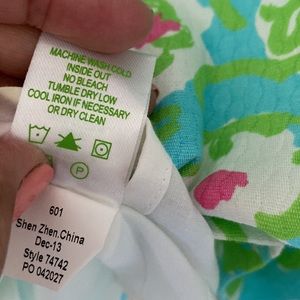 MACHINE WASH COLD
INSIDE OUT
NO BLEACH
TUMBLE DRY LOW
COOL IRON IF NECESSARY
OR DRY CLEAN
P
601
Shen Zhen.China
Dec-13
Style 74742
PO 042027